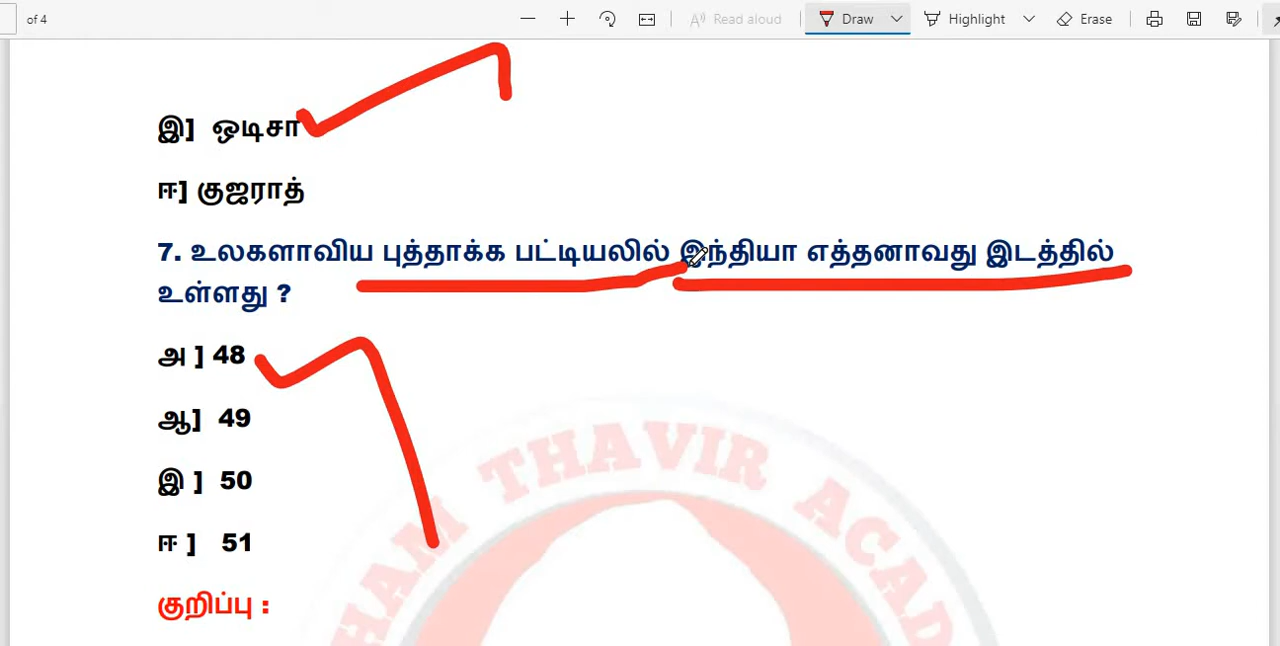 of 4
Read aloud
Draw
Highlight
Erase
இ] ஒடிசா
ஈ] குஜராத்
7. உலகளாவிய புத்தாக்க பட்டியலில் இந்தியா எத்தனாவது இடத்தில்
உள்ளது ?
அ ] 48
ஆ] 49
இ ] 50
ஈ ] 51
குறிப்பு :
HAM THAVIR ACAD